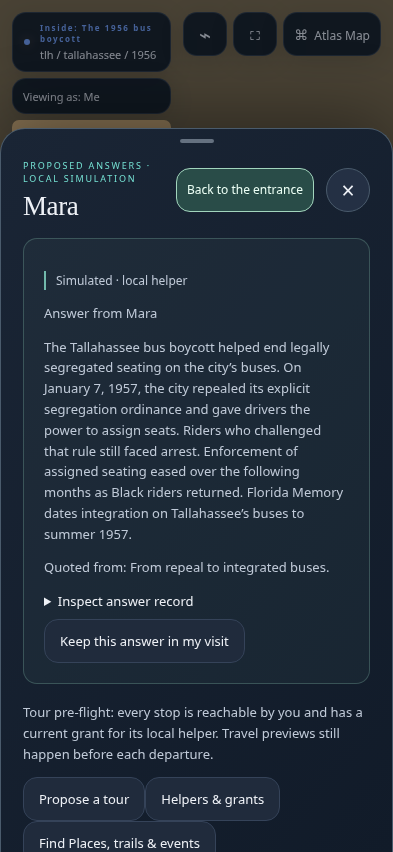 Inside: The 1956 bus
boycott
tlh / tallahassee / 1956
⌘ Atlas Map
Viewing as: Me
PROPOSED ANSWERS ·
LOCAL SIMULATION
Mara
Back to the entrance
×
Simulated · local helper
Answer from Mara
The Tallahassee bus boycott helped end legally
segregated seating on the city’s buses. On
January 7, 1957, the city repealed its explicit
segregation ordinance and gave drivers the
power to assign seats. Riders who challenged
that rule still faced arrest. Enforcement of
assigned seating eased over the following
months as Black riders returned. Florida Memory
dates integration on Tallahassee’s buses to
summer 1957.
Quoted from: From repeal to integrated buses.
▶ Inspect answer record
Keep this answer in my visit
Tour pre-flight: every stop is reachable by you and has a
current grant for its local helper. Travel previews still
happen before each departure.
Propose a tour
Helpers & grants
Find Places, trails & events